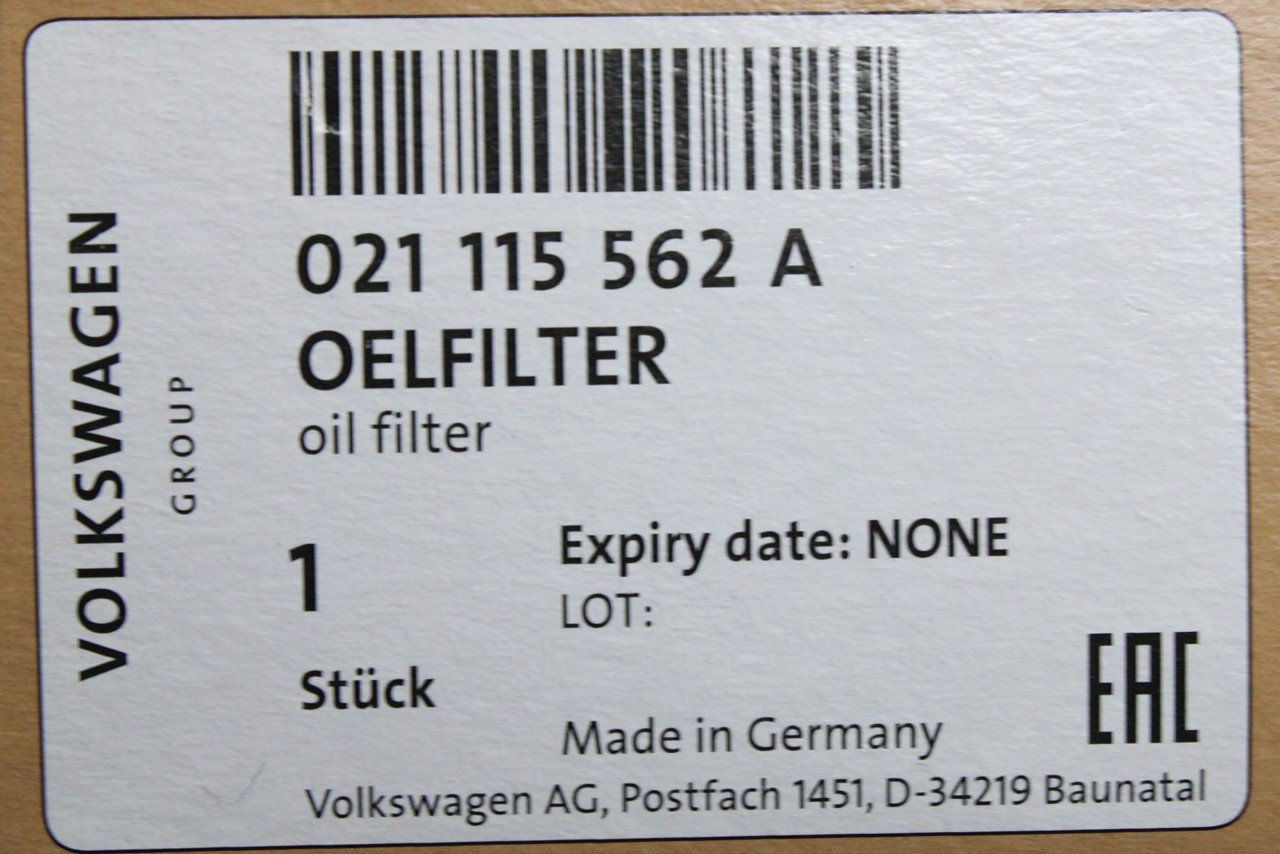 VOLKSWAGEN
GROUP
021 115 562 A
OELFILTER
oil filter
1
Stück
Expiry date: NONE
LOT:
Made in Germany
EAC
Volkswagen AG, Postfach 1451, D-34219 Baunatal